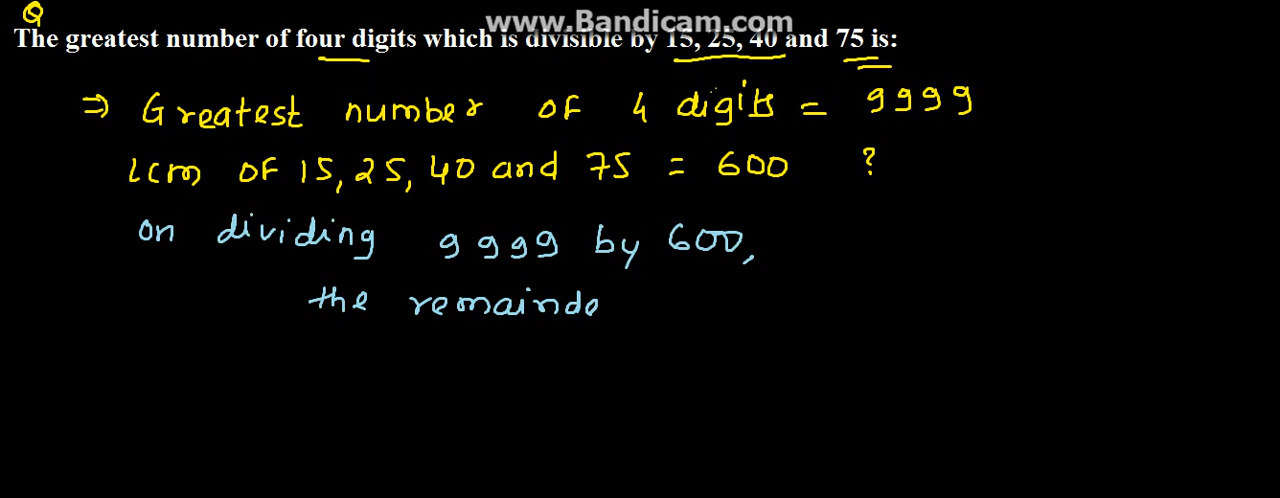 Q
www.Bandicam.com
The greatest number of four digits which is divisible by 15, 25, 40 and 75 is:
⇒ Greatest number of 4 digits = 9999
LCM OF 15, 25, 40 and 75 = 600 ?
on dividing 9999 by 600,
the remainde